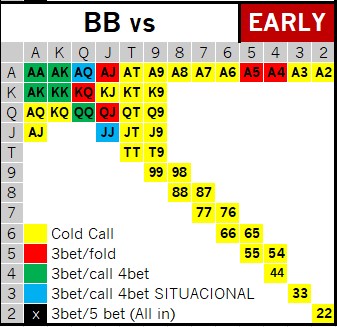 BB vs EARLY
A K Q J T 9 8 7 6 5 4 3 2
A AA AK AQ AJ AT A9 A8 A7 A6 A5 A4 A3 A2
K AK KK KQ KJ KT K9
Q AQ KQ QQ QJ QT Q9
J AJ JJ JT J9
T TT T9
9 99 98
8 88 87
7 77 76
6 Cold Call 66 65
5 3bet/fold 55 54
4 3bet/call 4bet 44
3 3bet/call 4bet SITUACIONAL 33
2 x 3bet/5 bet (All in) 22